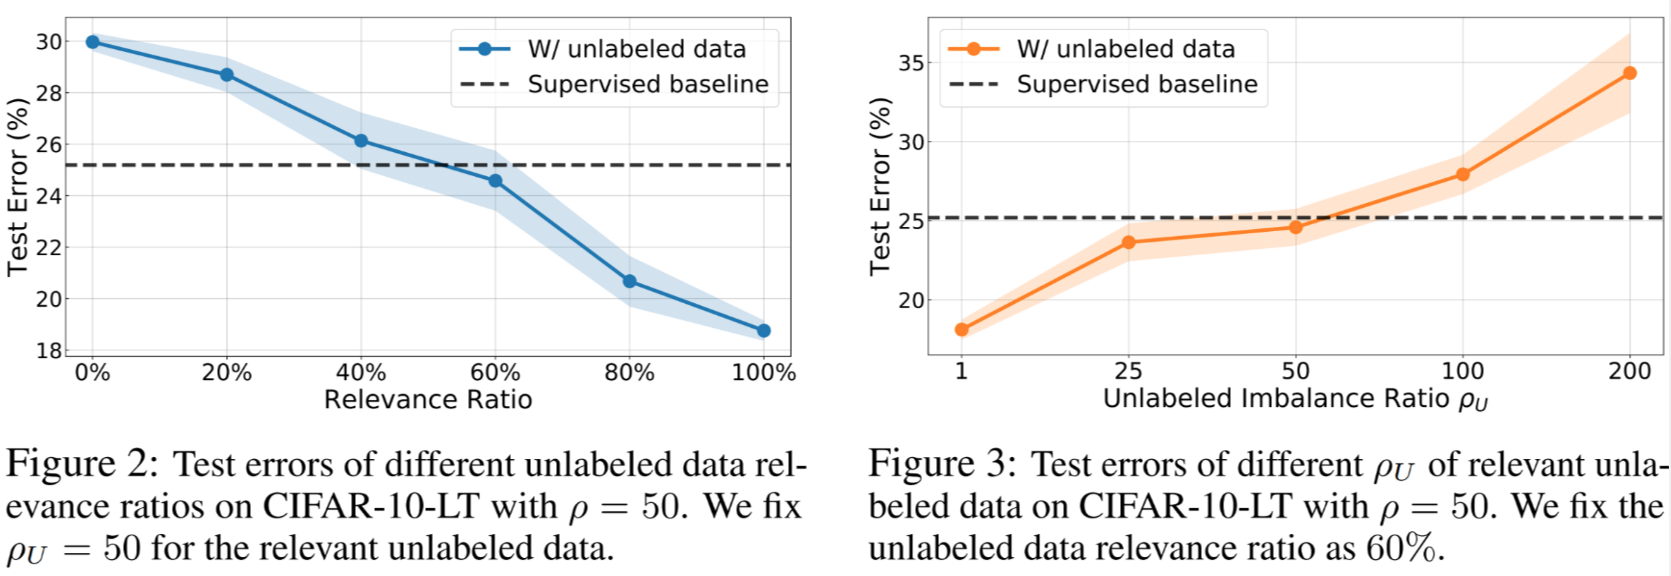 W/ unlabeled data
Supervised baseline
Test Error (%)
30
28
26
24
22
20
18
0%
20%
40%
60%
80%
100%
Relevance Ratio
Figure 2: Test errors of different unlabeled data rel-
evance ratios on CIFAR-10-LT with ρ = 50. We fix
ρU = 50 for the relevant unlabeled data.
W/ unlabeled data
Supervised baseline
Test Error (%)
35
30
25
20
1
25
50
100
200
Unlabeled Imbalance Ratio ρU
Figure 3: Test errors of different ρU of relevant unla-
beled data on CIFAR-10-LT with ρ = 50. We fix the
unlabeled data relevance ratio as 60%.